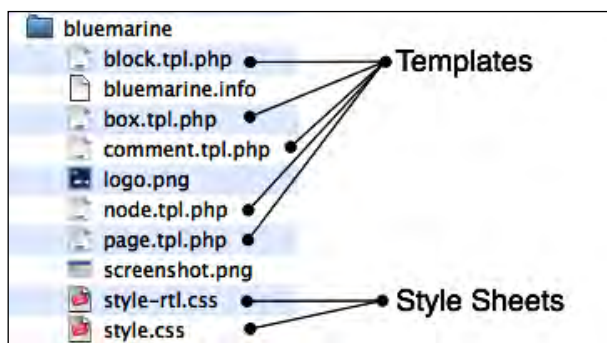 bluemarine
block.tpl.php
Templates
bluemarine.info
box.tpl.php
comment.tpl.php
logo.png
node.tpl.php
page.tpl.php
screenshot.png
style-rtl.css
Style Sheets
style.css